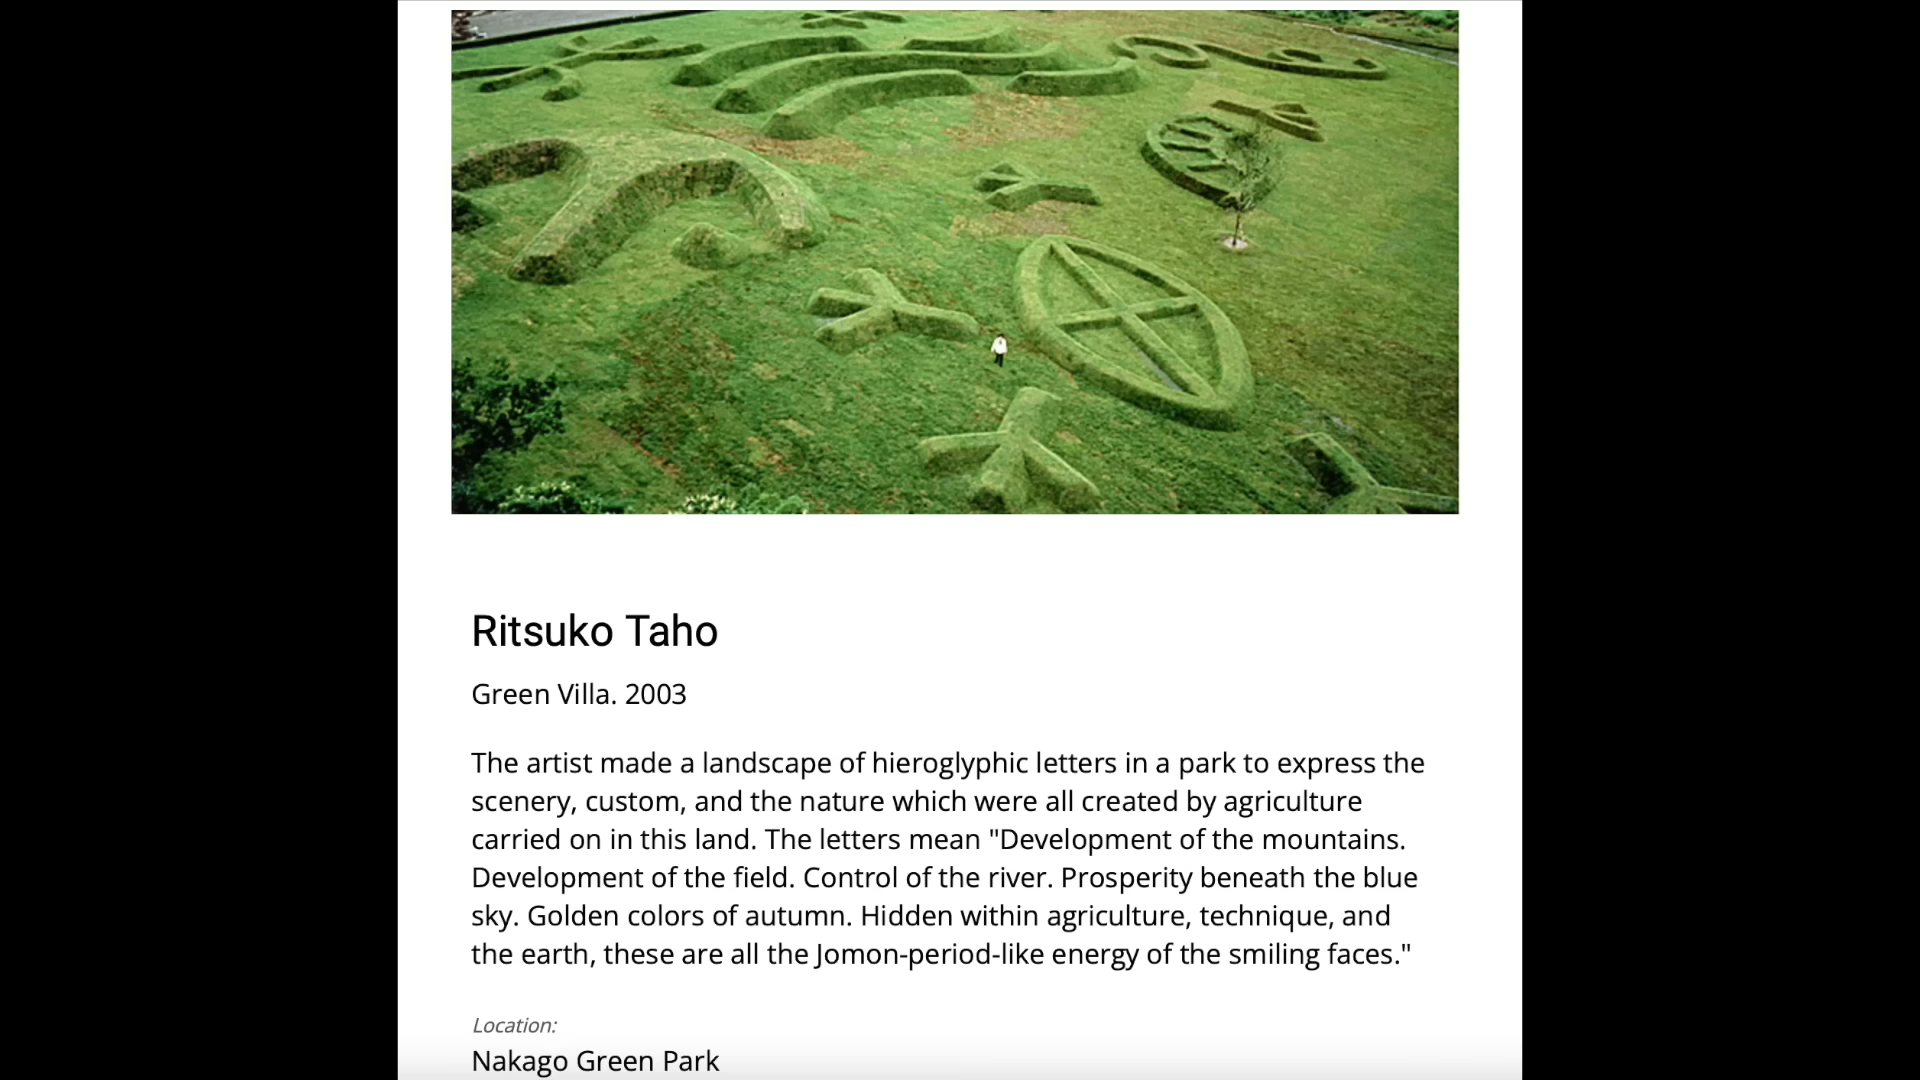 Ritsuko Taho
Green Villa. 2003
The artist made a landscape of hieroglyphic letters in a park to express the
scenery, custom, and the nature which were all created by agriculture
carried on in this land. The letters mean "Development of the mountains.
Development of the field. Control of the river. Prosperity beneath the blue
sky. Golden colors of autumn. Hidden within agriculture, technique, and
the earth, these are all the Jomon-period-like energy of the smiling faces."
Location:
Nakago Green Park